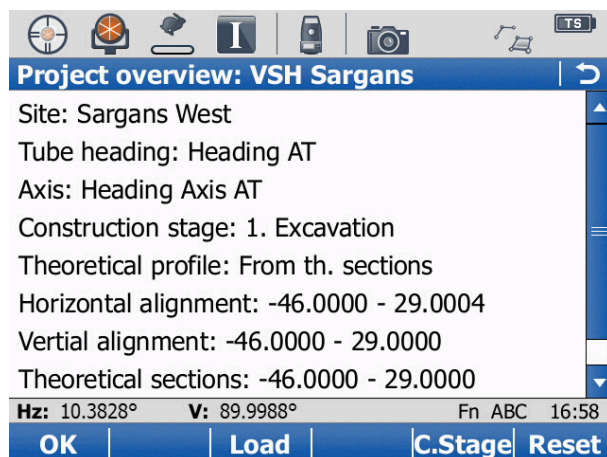 I
TS
Project overview: VSH Sargans
Site: Sargans West
Tube heading: Heading AT
Axis: Heading Axis AT
Construction stage: 1. Excavation
Theoretical profile: From th. sections
Horizontal alignment: -46.0000 - 29.0004
Vertial alignment: -46.0000 - 29.0000
Theoretical sections: -46.0000 - 29.0000
Hz: 10.3828° V: 89.9988° Fn ABC 16:58
OK Load C.Stage Reset